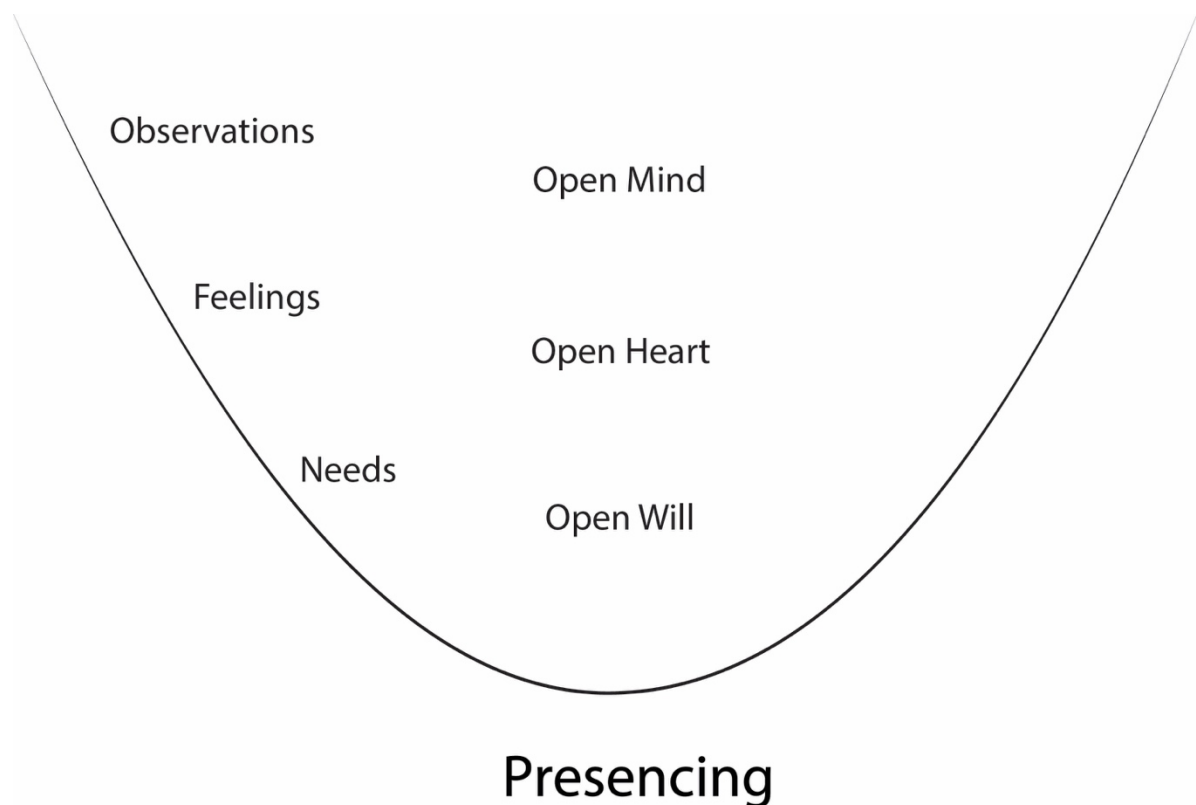 Observations
Open Mind
Feelings
Open Heart
Needs
Open Will
Presencing